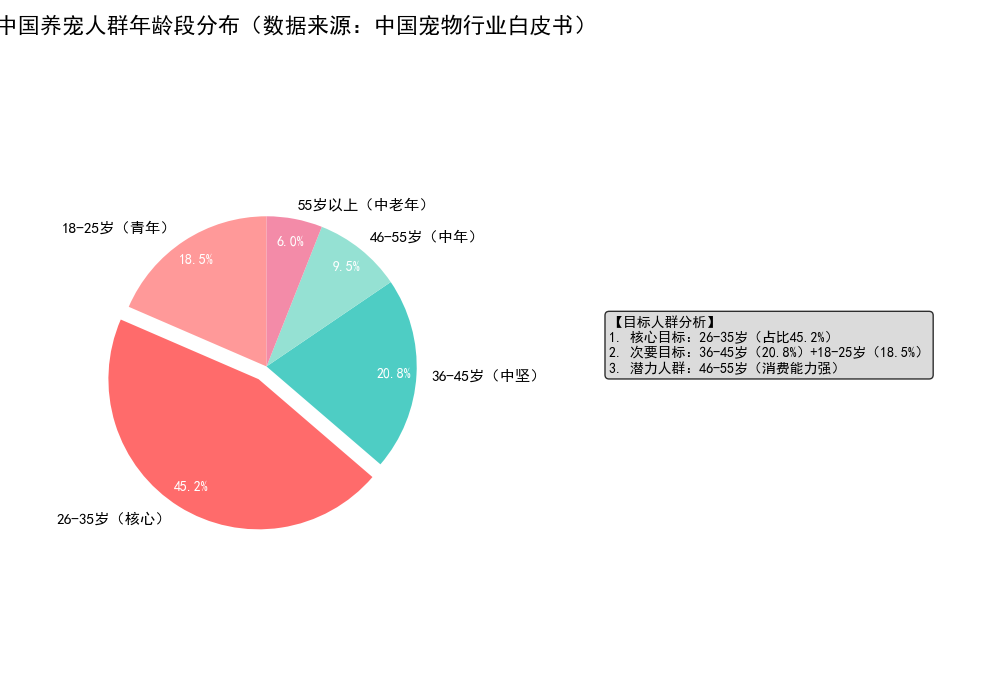 中国养宠人群年龄段分布（数据来源：中国宠物行业白皮书）
55岁以上（中老年）
18-25岁（青年）
46-55岁（中年）
6.0%
18.5%
9.5%
20.8%
36-45岁（中坚）
45.2%
26-35岁（核心）
【目标人群分析】
1. 核心目标：26-35岁（占比45.2%）
2. 次要目标：36-45岁（20.8%）+18-25岁（18.5%）
3. 潜力人群：46-55岁（消费能力强）